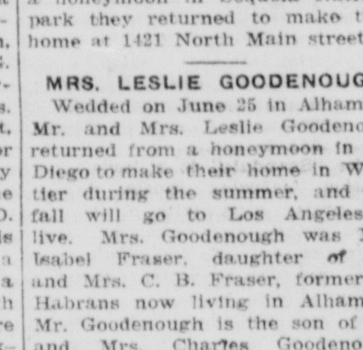 park they returned to make t
home at 1421 North Main street
MRS. LESLIE GOODENOUG
Wedded on June 25 in Alham
Mr. and Mrs. Leslie Goodeno
returned from a honeymoon in
Diego to make their home in W
tier during the summer, and
fall will go to Los Angeles
live. Mrs. Goodenough was
Isabel Fraser, daughter of
and Mrs. C. B. Fraser, former
Habrans now living in Alham
Mr. Goodenough is the son of
and Mrs. Charles Goodeno